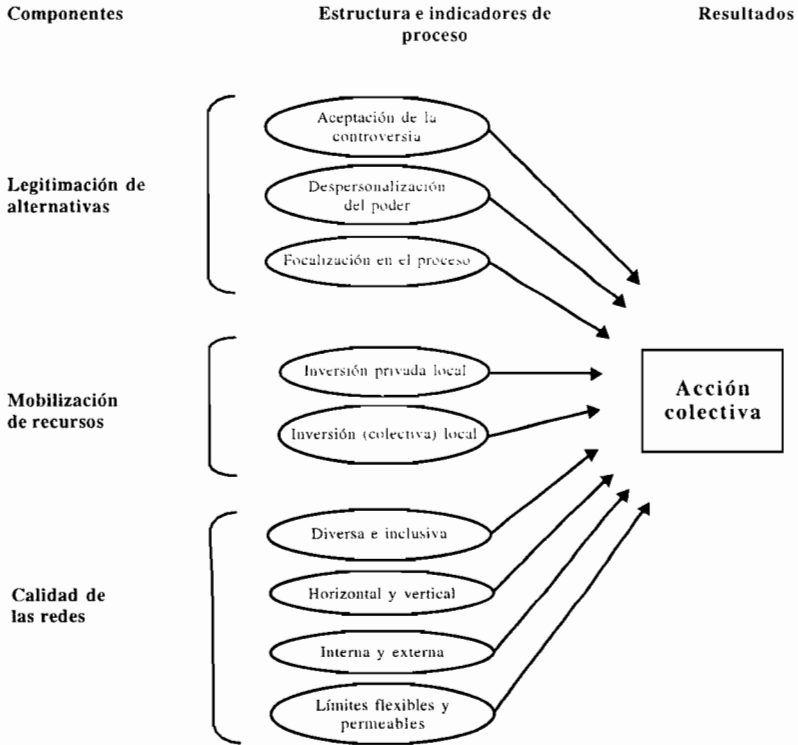 Componentes
Estructura e indicadores de
proceso
Resultados
Legitimación de
alternativas
Aceptación de la
controversia
Despersonalización
del poder
Focalización en el proceso
Mobilización
de recursos
Inversión privada local
Inversión (colectiva) local
Acción
colectiva
Calidad de
las redes
Diversa e inclusiva
Horizontal y vertical
Interna y externa
Límites flexibles y
permeables